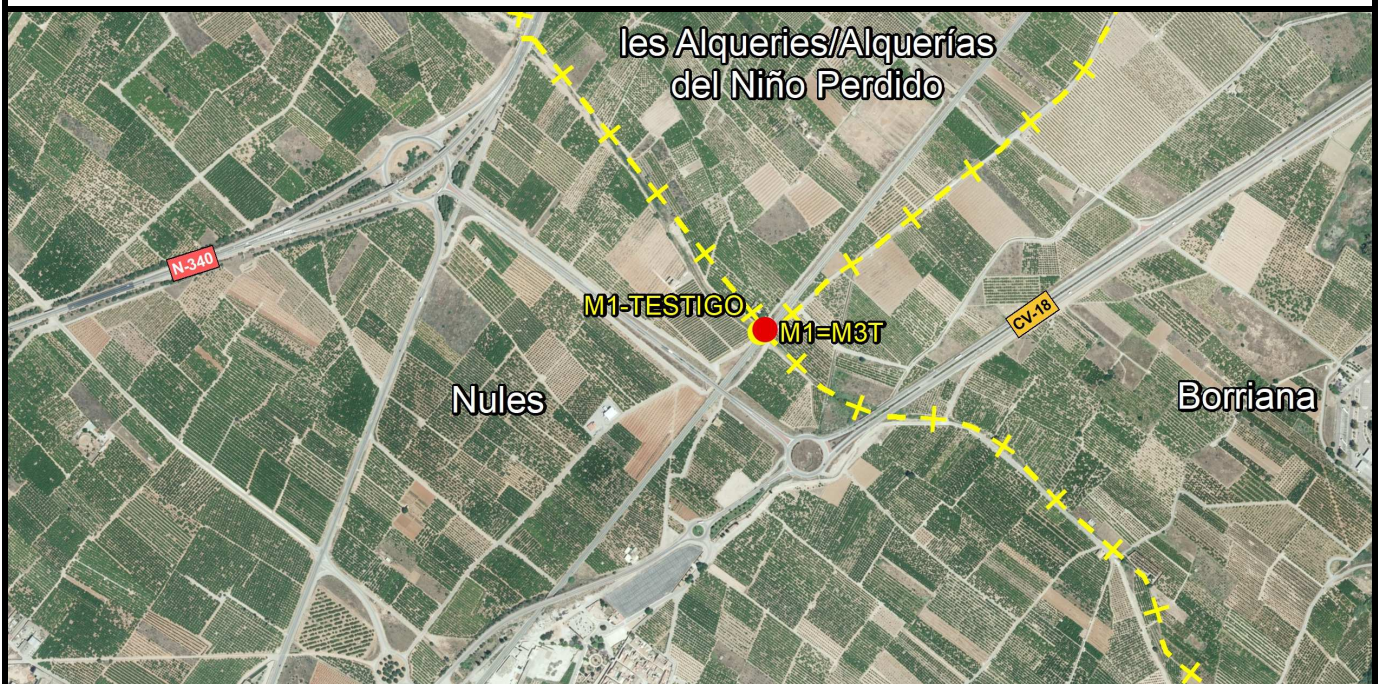 les Alqueries/Alquerías
del Niño Perdido
N-340
M1-TESTIGO
M1=M3T
CV-18
Nules
Borriana